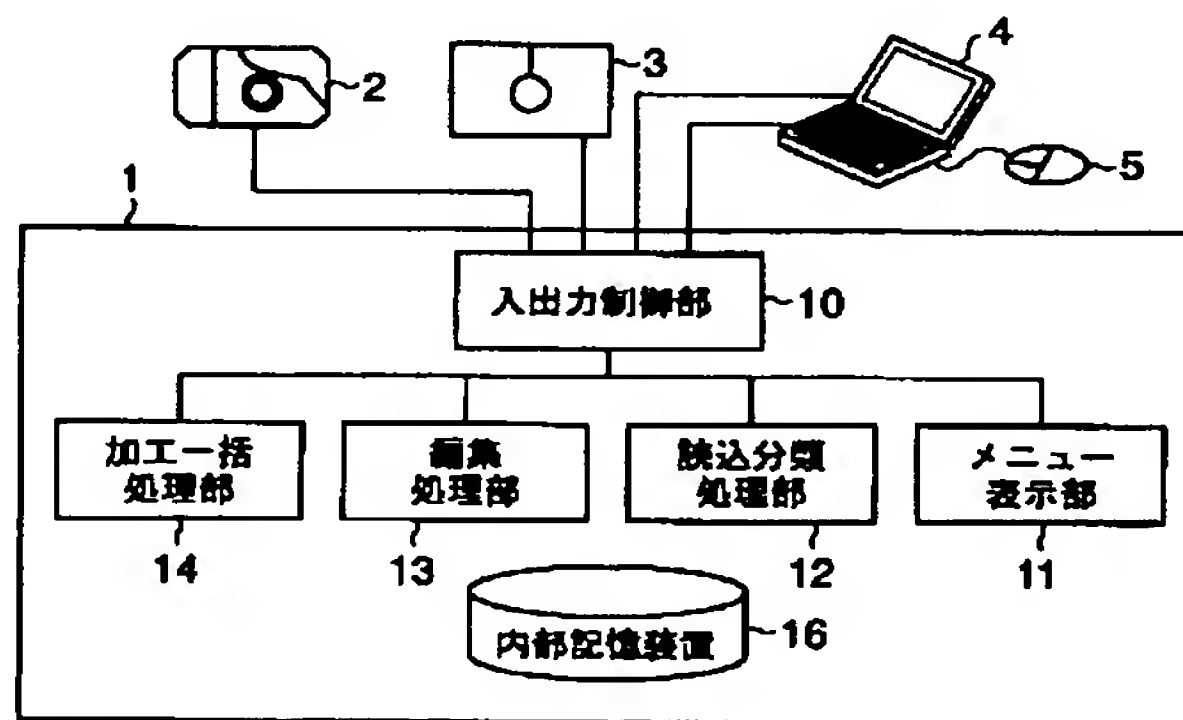 2
3
4
5
1
入出力制御部
10
加工一括
処理部
編集
処理部
読込分類
処理部
メニュー
表示部
14
13
12
11
内部記憶装置
16